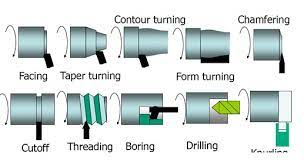 Contour turning
Chamfering
Facing
Taper turning
Form turning
Cutoff
Threading
Boring
Drilling